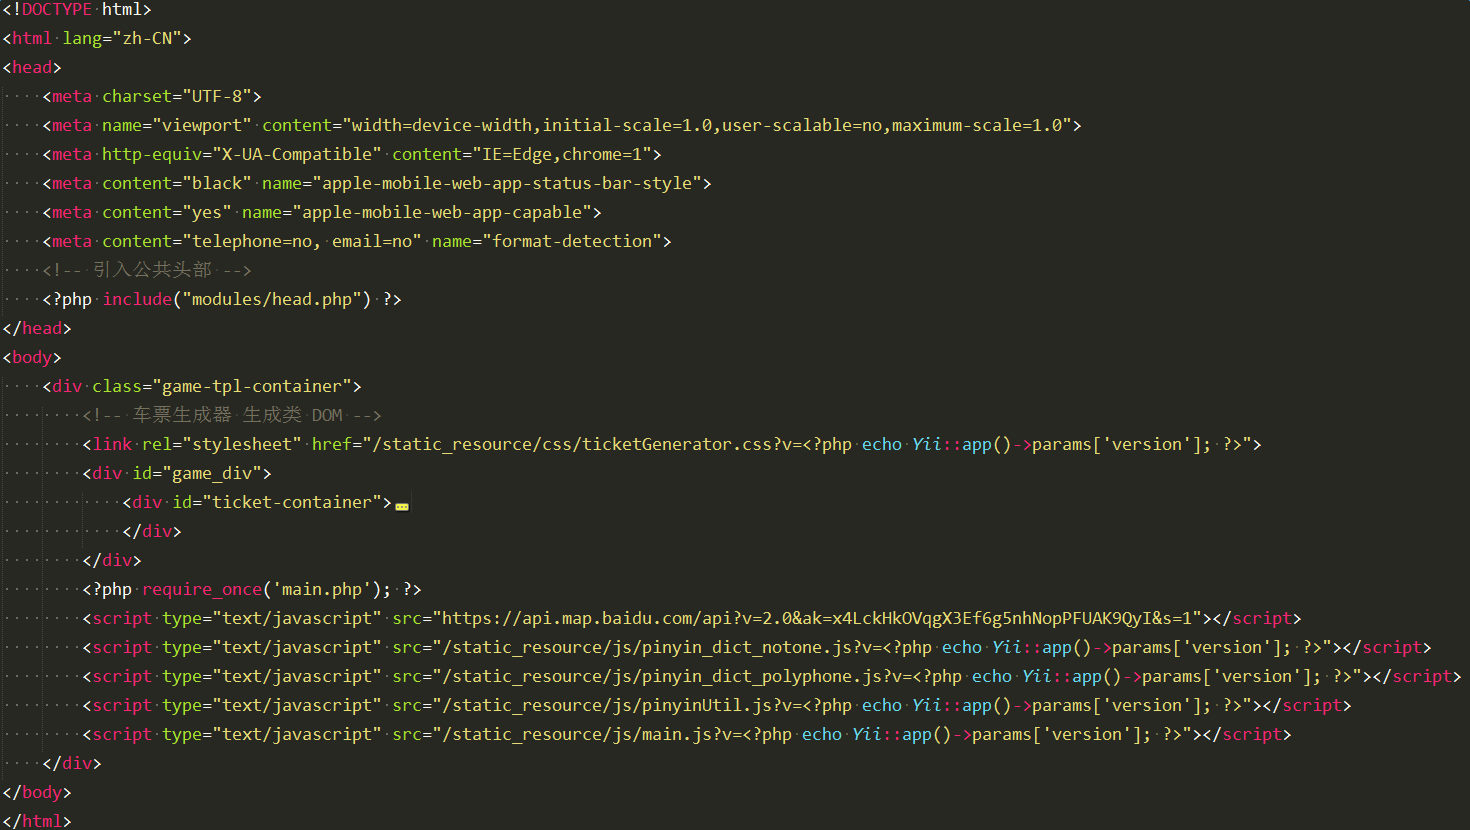 <!DOCTYPE html>
<html lang="zh-CN">
<head>
<meta charset="UTF-8">
<meta name="viewport" content="width=device-width,initial-scale=1.0,user-scalable=no,maximum-scale=1.0">
<meta http-equiv="X-UA-Compatible" content="IE=Edge,chrome=1">
<meta content="black" name="apple-mobile-web-app-status-bar-style">
<meta content="yes" name="apple-mobile-web-app-capable">
<meta content="telephone=no, email=no" name="format-detection">
<!-- 引入公共头部 -->
<?php include("modules/head.php") ?>
</head>
<body>
<div class="game-tpl-container">
<!-- 车票生成器 生成类 DOM -->
<link rel="stylesheet" href="/static_resource/css/ticketGenerator.css?v=<?php echo Yii::app()->params['version']; ?>">
<div id="game_div">
<div id="ticket-container">
</div>
</div>
<?php require_once('main.php'); ?>
<script type="text/javascript" src="https://api.map.baidu.com/api?v=2.0&ak=x4LckHkOVqgX3Ef6g5nhNopPFUAK9QyI&s=1"></script>
<script type="text/javascript" src="/static_resource/js/pinyin_dict_notone.js?v=<?php echo Yii::app()->params['version']; ?>"></script>
<script type="text/javascript" src="/static_resource/js/pinyin_dict_polyphone.js?v=<?php echo Yii::app()->params['version']; ?>"></script>
<script type="text/javascript" src="/static_resource/js/pinyinUtil.js?v=<?php echo Yii::app()->params['version']; ?>"></script>
<script type="text/javascript" src="/static_resource/js/main.js?v=<?php echo Yii::app()->params['version']; ?>"></script>
</div>
</body>
</html>